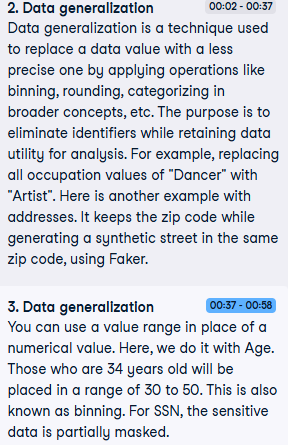 2. Data generalization 00:02 - 00:37
Data generalization is a technique used
to replace a data value with a less
precise one by applying operations like
binning, rounding, categorizing in
broader concepts, etc. The purpose is to
eliminate identifiers while retaining data
utility for analysis. For example, replacing
all occupation values of "Dancer" with
"Artist". Here is another example with
addresses. It keeps the zip code while
generating a synthetic street in the same
zip code, using Faker.
3. Data generalization 00:37 - 00:58
You can use a value range in place of a
numerical value. Here, we do it with Age.
Those who are 34 years old will be
placed in a range of 30 to 50. This is also
known as binning. For SSN, the sensitive
data is partially masked.